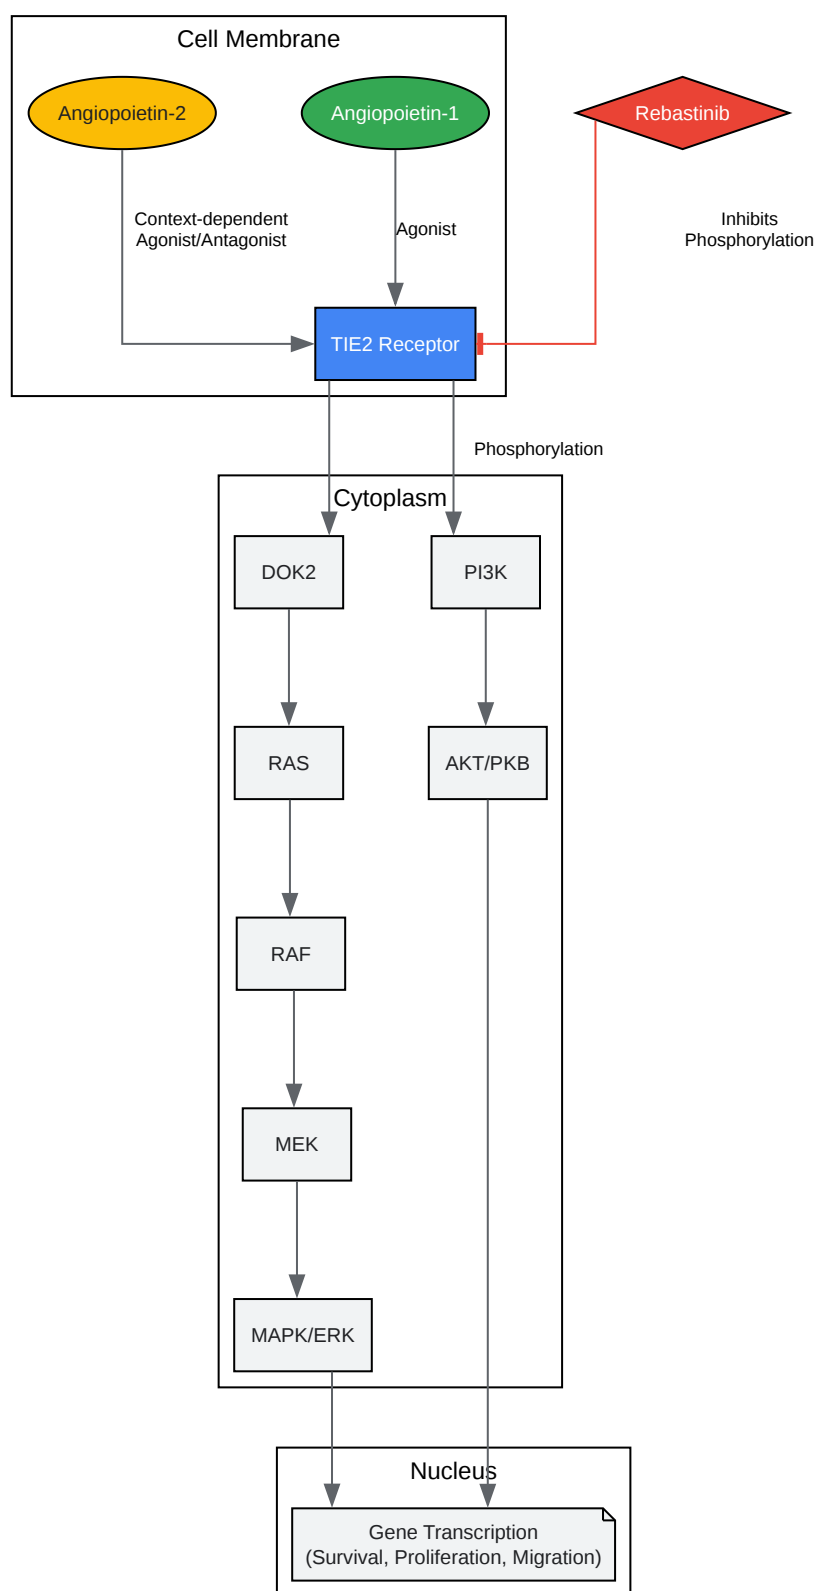 Cell Membrane
Angiopoietin-2
Angiopoietin-1
Rebastinib
Context-dependent
Agonist/Antagonist
Agonist
Inhibits
Phosphorylation
TIE2 Receptor
Phosphorylation
Cytoplasm
DOK2
PI3K
RAS
AKT/PKB
RAF
MEK
MAPK/ERK
Nucleus
Gene Transcription
(Survival, Proliferation, Migration)